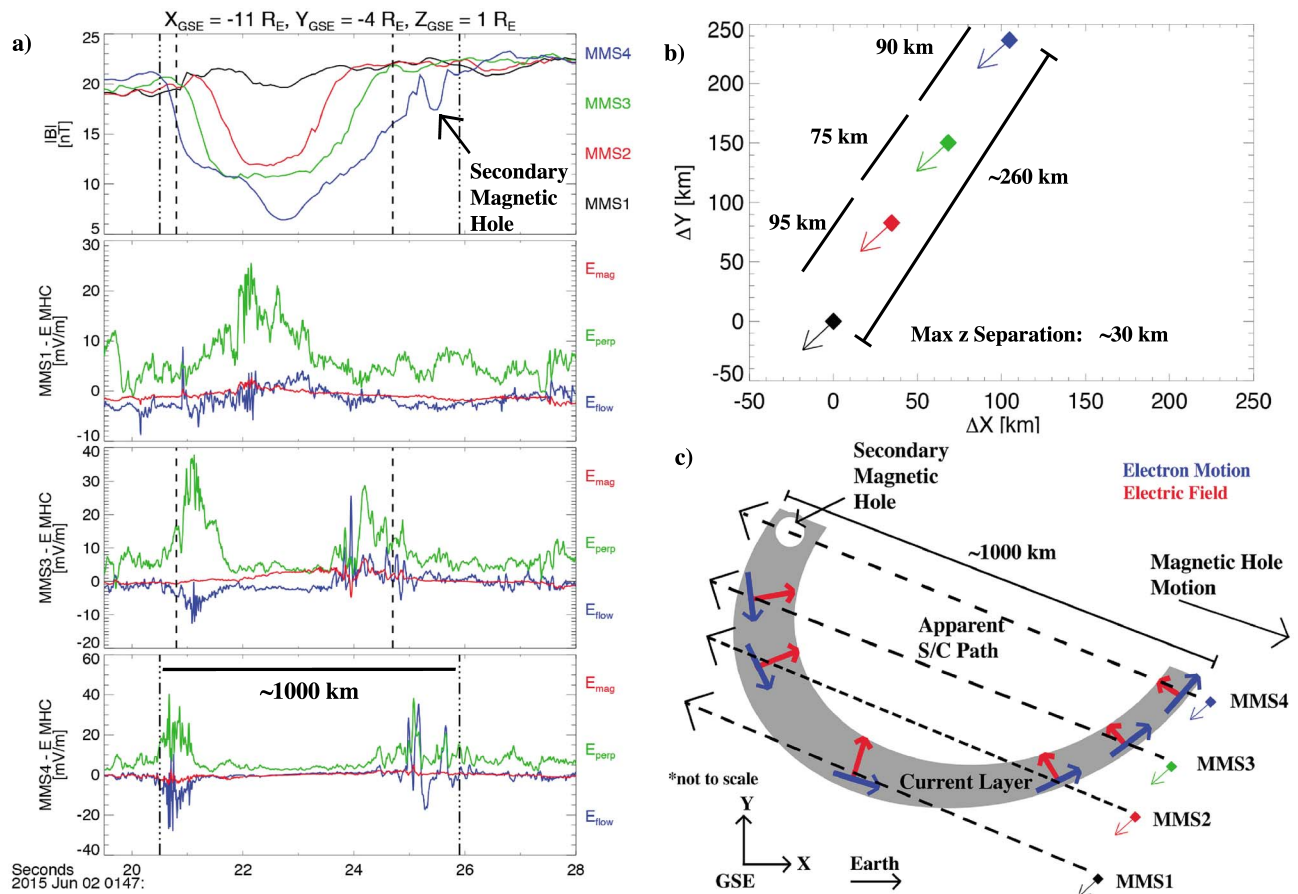 X_GSE = -11 R_E, Y_GSE = -4 R_E, Z_GSE = 1 R_E
a)
25
20
15
10
5
|B|
[nT]
MMS4
MMS3
MMS2
MMS1
Secondary
Magnetic
Hole
30
20
10
0
-10
MMS1 - E MHC
[mV/m]
E_mag
E_perp
E_flow
40
30
20
10
0
-10
-20
MMS3 - E MHC
[mV/m]
E_mag
E_perp
E_flow
60
40
20
0
-20
-40
MMS4 - E MHC
[mV/m]
~1000 km
E_mag
E_perp
E_flow
20
22
24
26
28
Seconds
2015 Jun 02 0147:
b)
250
200
150
100
50
0
-50
ΔY [km]
90 km
75 km
95 km
~260 km
Max z Separation: ~30 km
-50
0
50
100
150
200
250
ΔX [km]
c)
Secondary
Magnetic
Hole
Electron Motion
Electric Field
~1000 km
Magnetic Hole
Motion
Apparent
S/C Path
MMS4
MMS3
MMS2
MMS1
Current Layer
*not to scale
Y
X
GSE
Earth